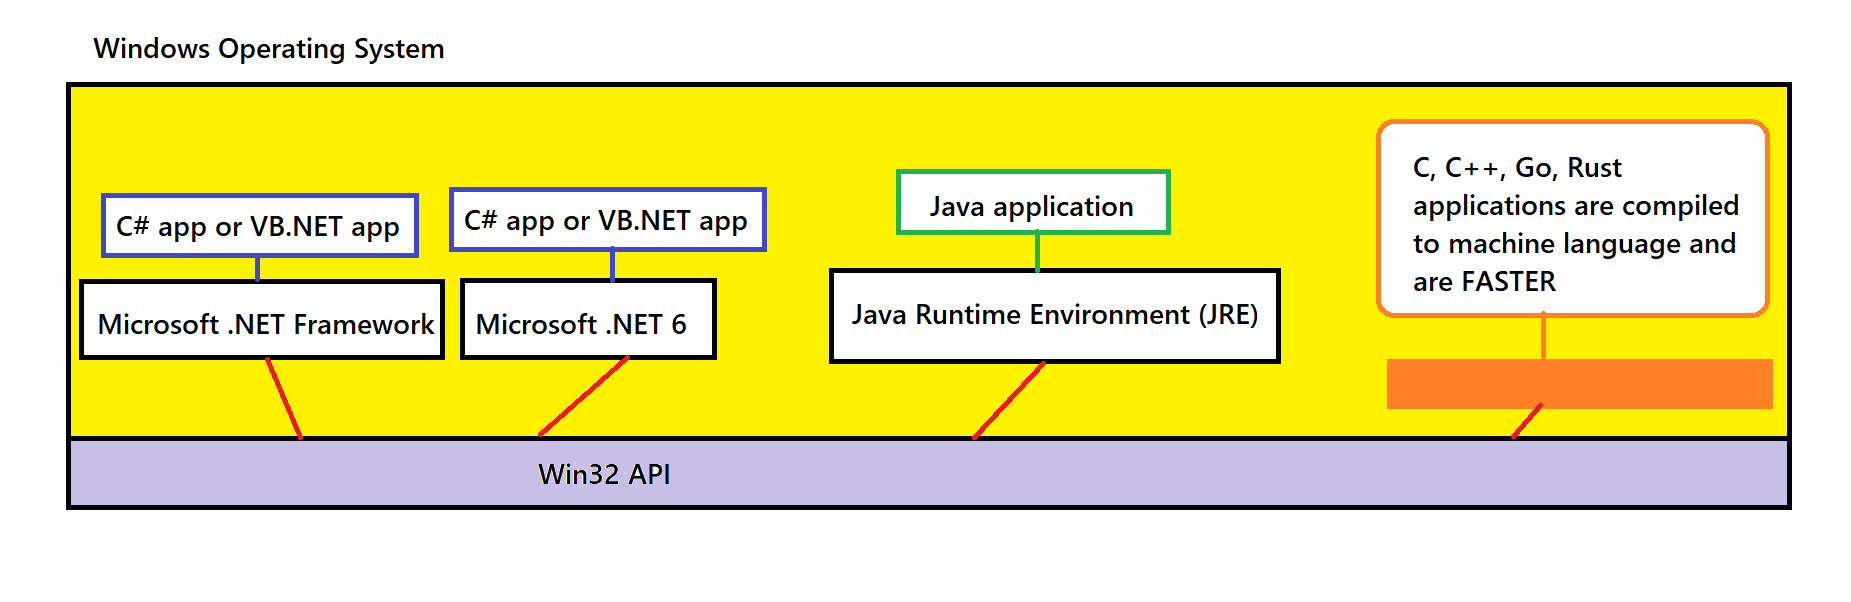 Windows Operating System
C# app or VB.NET app
C# app or VB.NET app
Java application
C, C++, Go, Rust
applications are compiled
to machine language and
are FASTER
Microsoft .NET Framework
Microsoft .NET 6
Java Runtime Environment (JRE)
Win32 API